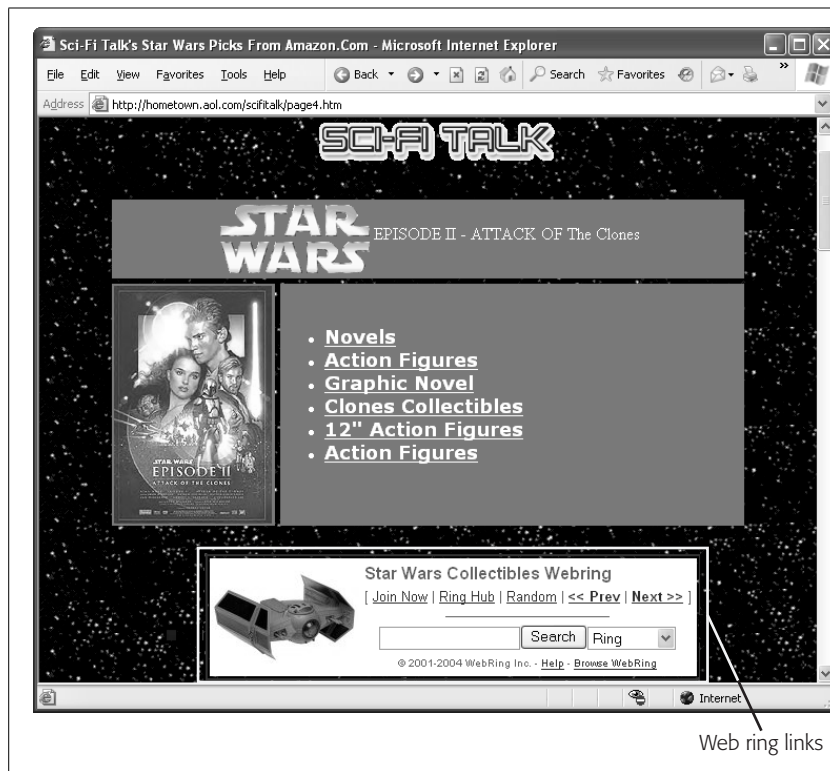 Sci-Fi Talk's Star Wars Picks From Amazon.Com - Microsoft Internet Explorer
File Edit View Favorites Tools Help Back Search Favorites »
Address http://hometown.aol.com/scifitalk/page4.htm
SCI-FI TALK
STAR WARS EPISODE II - ATTACK OF The Clones
• Novels
• Action Figures
• Graphic Novel
• Clones Collectibles
• 12" Action Figures
• Action Figures
STAR WARS
EPISODE II
ATTACK OF THE CLONES
Star Wars Collectibles Webring
[ Join Now | Ring Hub | Random | << Prev | Next >> ]
Search Ring
© 2001-2004 WebRing Inc. - Help - Browse WebRing
Internet
Web ring links